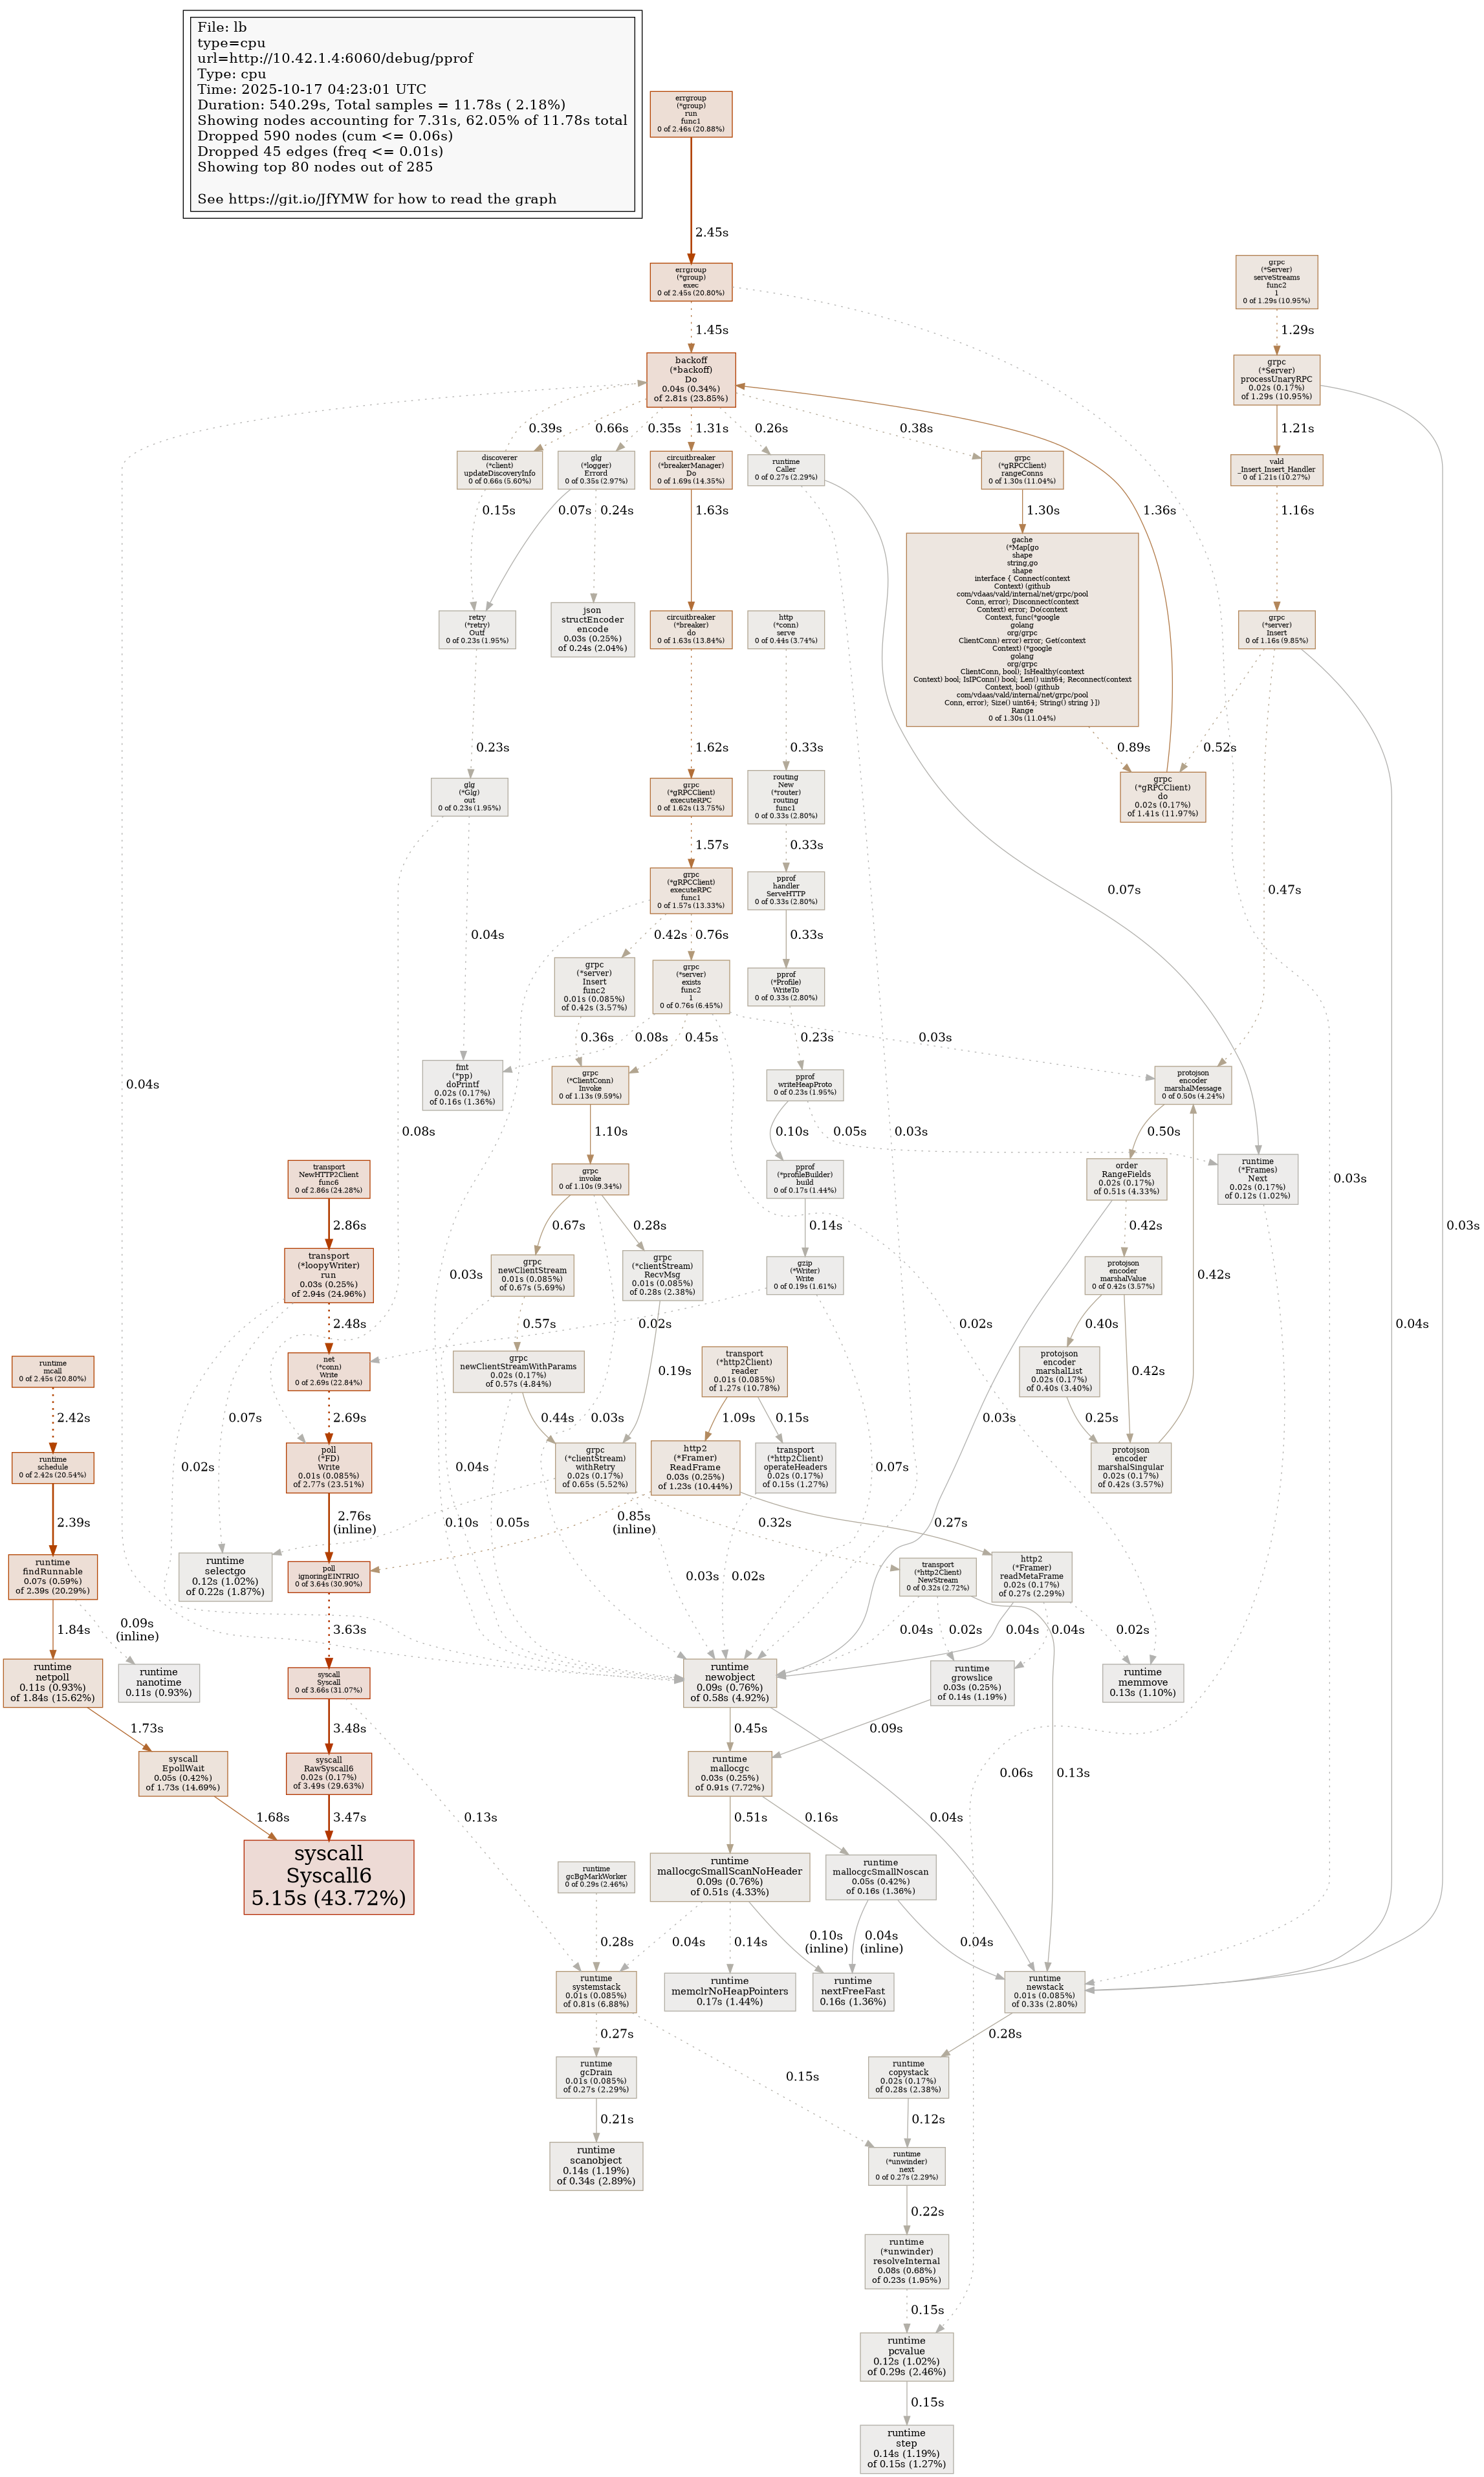 File: lb
type=cpu
url=http://10.42.1.4:6060/debug/pprof
Type: cpu
Time: 2025-10-17 04:23:01 UTC
Duration: 540.29s, Total samples = 11.78s ( 2.18%)
Showing nodes accounting for 7.31s, 62.05% of 11.78s total
Dropped 590 nodes (cum <= 0.06s)
Dropped 45 edges (freq <= 0.01s)
Showing top 80 nodes out of 285
See https://git.io/JfYMW for how to read the graph
errgroup
(*group)
run
func1
0 of 2.46s (20.88%)
2.45s
errgroup
(*group)
exec
0 of 2.45s (20.80%)
grpc
(*Server)
serveStreams
func2
1
0 of 1.29s (10.95%)
1.45s
1.29s
backoff
(*backoff)
Do
0.04s (0.34%)
of 2.81s (23.85%)
grpc
(*Server)
processUnaryRPC
0.02s (0.17%)
of 1.29s (10.95%)
0.39s
0.66s
0.35s
1.31s
0.26s
0.38s
1.21s
discoverer
(*client)
updateDiscoveryInfo
0 of 0.66s (5.60%)
glg
(*logger)
Errord
0 of 0.35s (2.97%)
circuitbreaker
(*breakerManager)
Do
0 of 1.69s (14.35%)
runtime
Caller
0 of 0.27s (2.29%)
grpc
(*gRPCClient)
rangeConns
0 of 1.30s (11.04%)
vald
_Insert_Insert_Handler
0 of 1.21s (10.27%)
0.15s
0.07s
0.24s
1.63s
1.30s
1.36s
1.16s
gache
(*Map[go
shape
string,go
shape
interface { Connect(context
Context) (github
com/vdaas/vald/internal/net/grpc/pool
Conn, error); Disconnect(context
Context) error; Do(context
Context, func(*google
golang
org/grpc
ClientConn) error) error; Get(context
Context) (*google
golang
org/grpc
ClientConn, bool); IsHealthy(context
Context) bool; IsIPConn() bool; Len() uint64; Reconnect(context
Context, bool) (github
com/vdaas/vald/internal/net/grpc/pool
Conn, error); Size() uint64; String() string }])
Range
0 of 1.30s (11.04%)
0.04s
retry
(*retry)
Outf
0 of 0.23s (1.95%)
json
structEncoder
encode
0.03s (0.25%)
of 0.24s (2.04%)
circuitbreaker
(*breaker)
do
0 of 1.63s (13.84%)
http
(*conn)
serve
0 of 0.44s (3.74%)
grpc
(*server)
Insert
0 of 1.16s (9.85%)
0.23s
1.62s
0.33s
0.89s
0.52s
glg
(*Glg)
out
0 of 0.23s (1.95%)
grpc
(*gRPCClient)
executeRPC
0 of 1.62s (13.75%)
routing
New
(*router)
routing
func1
0 of 0.33s (2.80%)
grpc
(*gRPCClient)
do
0.02s (0.17%)
of 1.41s (11.97%)
1.57s
0.33s
0.07s
0.47s
0.04s
grpc
(*gRPCClient)
executeRPC
func1
0 of 1.57s (13.33%)
pprof
handler
ServeHTTP
0 of 0.33s (2.80%)
0.42s
0.76s
0.33s
grpc
(*server)
Insert
func2
0.01s (0.085%)
of 0.42s (3.57%)
grpc
(*server)
exists
func2
1
0 of 0.76s (6.45%)
pprof
(*Profile)
WriteTo
0 of 0.33s (2.80%)
0.36s
0.08s
0.45s
0.23s
0.03s
fmt
(*pp)
doPrintf
0.02s (0.17%)
of 0.16s (1.36%)
grpc
(*ClientConn)
Invoke
0 of 1.13s (9.59%)
pprof
writeHeapProto
0 of 0.23s (1.95%)
protojson
encoder
marshalMessage
0 of 0.50s (4.24%)
0.08s
1.10s
0.03s
0.10s
0.05s
0.50s
transport
NewHTTP2Client
func6
0 of 2.86s (24.28%)
grpc
invoke
0 of 1.10s (9.34%)
pprof
(*profileBuilder)
build
0 of 0.17s (1.44%)
order
RangeFields
0.02s (0.17%)
of 0.51s (4.33%)
runtime
(*Frames)
Next
0.02s (0.17%)
of 0.12s (1.02%)
0.03s
0.03s
2.86s
0.67s
0.28s
0.14s
0.42s
transport
(*loopyWriter)
run
0.03s (0.25%)
of 2.94s (24.96%)
grpc
newClientStream
0.01s (0.085%)
of 0.67s (5.69%)
grpc
(*clientStream)
RecvMsg
0.01s (0.085%)
of 0.28s (2.38%)
gzip
(*Writer)
Write
0 of 0.19s (1.61%)
protojson
encoder
marshalValue
0 of 0.42s (3.57%)
0.03s
0.42s
2.48s
0.57s
0.02s
0.02s
0.40s
0.04s
runtime
mcall
0 of 2.45s (20.80%)
net
(*conn)
Write
0 of 2.69s (22.84%)
grpc
newClientStreamWithParams
0.02s (0.17%)
of 0.57s (4.84%)
transport
(*http2Client)
reader
0.01s (0.085%)
of 1.27s (10.78%)
protojson
encoder
marshalList
0.02s (0.17%)
of 0.40s (3.40%)
0.19s
0.42s
2.42s
0.07s
2.69s
0.44s
0.03s
1.09s
0.15s
0.03s
0.25s
runtime
schedule
0 of 2.42s (20.54%)
0.02s
poll
(*FD)
Write
0.01s (0.085%)
of 2.77s (23.51%)
0.04s
grpc
(*clientStream)
withRetry
0.02s (0.17%)
of 0.65s (5.52%)
http2
(*Framer)
ReadFrame
0.03s (0.25%)
of 1.23s (10.44%)
transport
(*http2Client)
operateHeaders
0.02s (0.17%)
of 0.15s (1.27%)
0.07s
protojson
encoder
marshalSingular
0.02s (0.17%)
of 0.42s (3.57%)
2.39s
2.76s
(inline)
0.10s
0.05s
0.85s
(inline)
0.32s
0.27s
runtime
findRunnable
0.07s (0.59%)
of 2.39s (20.29%)
runtime
selectgo
0.12s (1.02%)
of 0.22s (1.87%)
poll
ignoringEINTRIO
0 of 3.64s (30.90%)
0.03s
0.02s
transport
(*http2Client)
NewStream
0 of 0.32s (2.72%)
http2
(*Framer)
readMetaFrame
0.02s (0.17%)
of 0.27s (2.29%)
1.84s
0.09s
(inline)
3.63s
0.04s
0.02s
0.04s
0.04s
0.02s
runtime
netpoll
0.11s (0.93%)
of 1.84s (15.62%)
runtime
nanotime
0.11s (0.93%)
syscall
Syscall
0 of 3.66s (31.07%)
runtime
newobject
0.09s (0.76%)
of 0.58s (4.92%)
runtime
growslice
0.03s (0.25%)
of 0.14s (1.19%)
runtime
memmove
0.13s (1.10%)
1.73s
3.48s
0.45s
0.09s
syscall
EpollWait
0.05s (0.42%)
of 1.73s (14.69%)
syscall
RawSyscall6
0.02s (0.17%)
of 3.49s (29.63%)
runtime
mallocgc
0.03s (0.25%)
of 0.91s (7.72%)
0.06s
0.13s
1.68s
3.47s
0.13s
0.51s
0.16s
0.04s
syscall
Syscall6
5.15s (43.72%)
runtime
gcBgMarkWorker
0 of 0.29s (2.46%)
runtime
mallocgcSmallScanNoHeader
0.09s (0.76%)
of 0.51s (4.33%)
runtime
mallocgcSmallNoscan
0.05s (0.42%)
of 0.16s (1.36%)
0.28s
0.04s
0.14s
0.10s
(inline)
0.04s
(inline)
0.04s
runtime
systemstack
0.01s (0.085%)
of 0.81s (6.88%)
runtime
memclrNoHeapPointers
0.17s (1.44%)
runtime
nextFreeFast
0.16s (1.36%)
runtime
newstack
0.01s (0.085%)
of 0.33s (2.80%)
0.27s
0.15s
0.28s
runtime
gcDrain
0.01s (0.085%)
of 0.27s (2.29%)
runtime
copystack
0.02s (0.17%)
of 0.28s (2.38%)
0.21s
0.12s
runtime
scanobject
0.14s (1.19%)
of 0.34s (2.89%)
runtime
(*unwinder)
next
0 of 0.27s (2.29%)
0.22s
runtime
(*unwinder)
resolveInternal
0.08s (0.68%)
of 0.23s (1.95%)
0.15s
runtime
pcvalue
0.12s (1.02%)
of 0.29s (2.46%)
0.15s
runtime
step
0.14s (1.19%)
of 0.15s (1.27%)